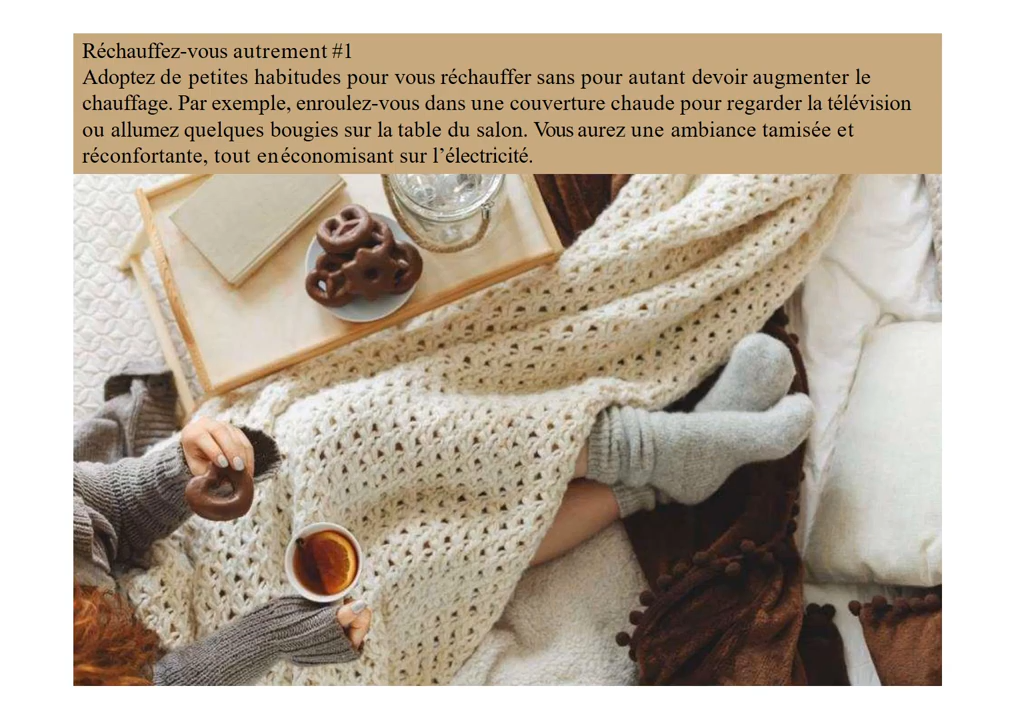 Réchauffez-vous autrement #1
Adoptez de petites habitudes pour vous réchauffer sans pour autant devoir augmenter le
chauffage. Par exemple, enroulez-vous dans une couverture chaude pour regarder la télévision
ou allumez quelques bougies sur la table du salon. Vous aurez une ambiance tamisée et
réconfortante, tout en économisant sur l’électricité.